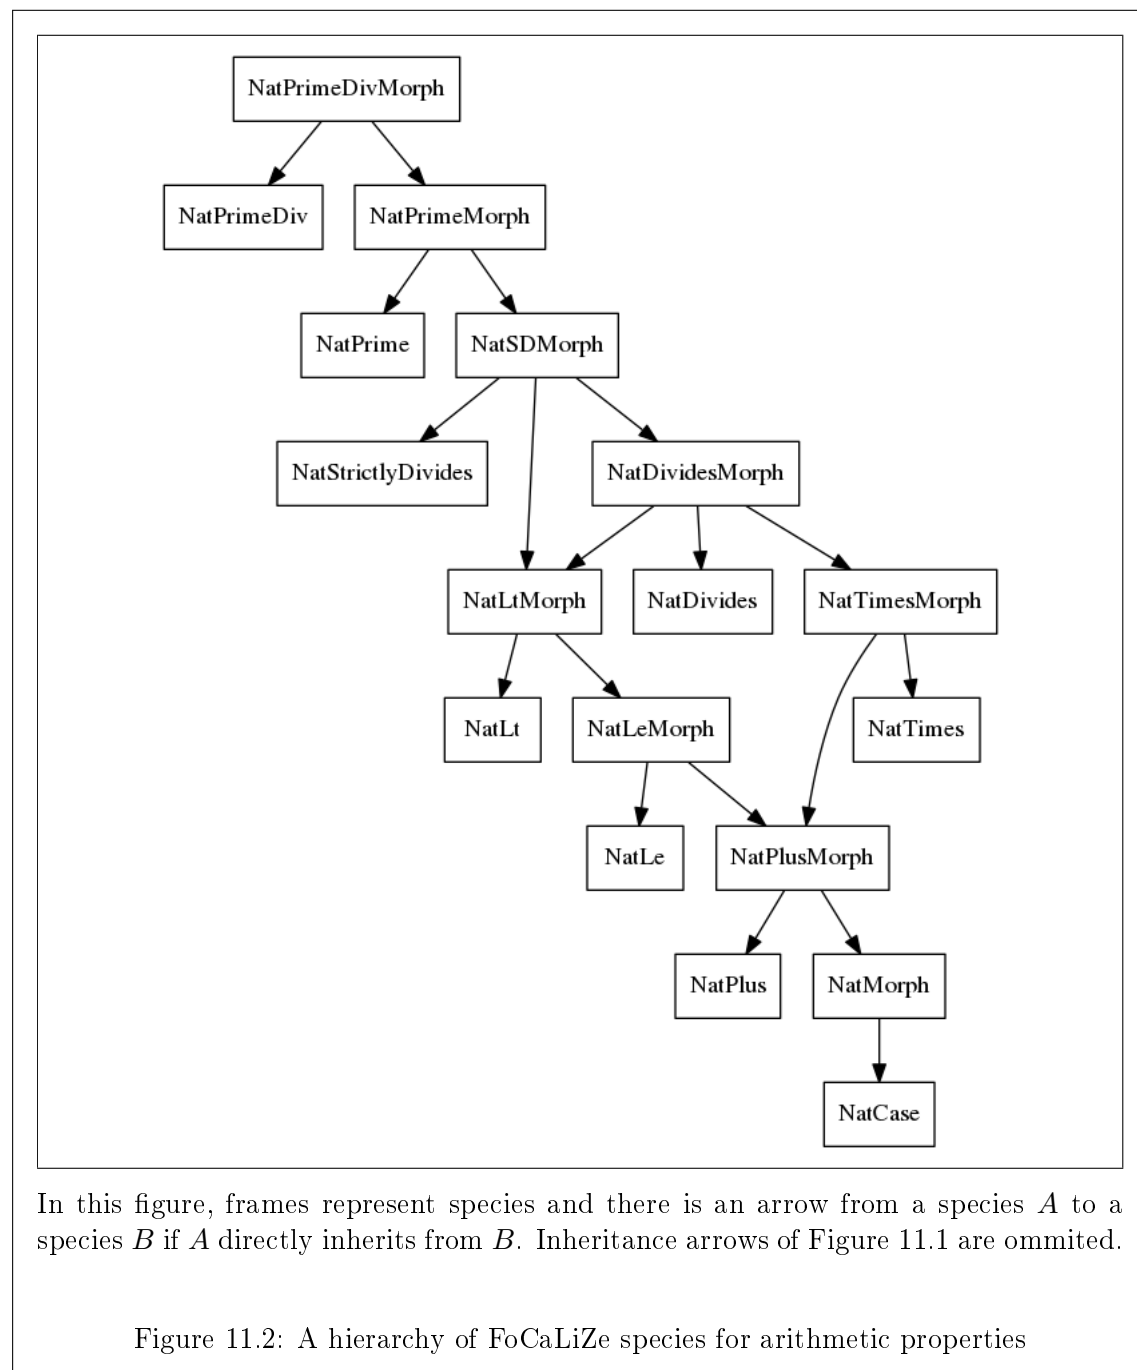 NatPrimeDivMorph
NatPrimeDiv
NatPrimeMorph
NatPrime
NatSDMorph
NatStrictlyDivides
NatDividesMorph
NatLtMorph
NatDivides
NatTimesMorph
NatLt
NatLeMorph
NatTimes
NatLe
NatPlusMorph
NatPlus
NatMorph
NatCase
In this figure, frames represent species and there is an arrow from a species A to a
species B if A directly inherits from B. Inheritance arrows of Figure 11.1 are ommited.
Figure 11.2: A hierarchy of FoCaLiZe species for arithmetic properties